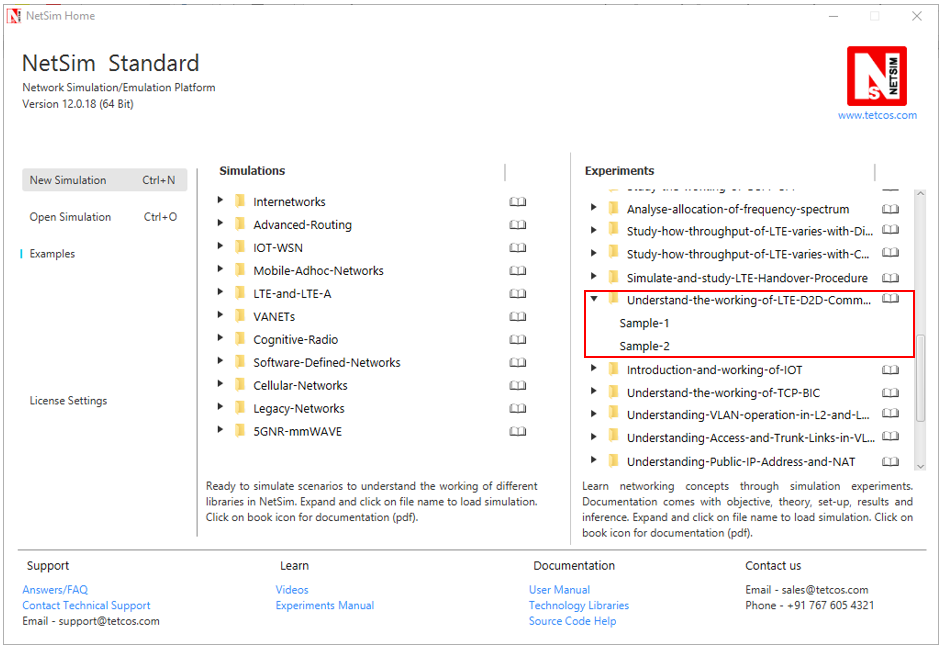 NetSim Home
NetSim Standard
Network Simulation/Emulation Platform
Version 12.0.18 (64 Bit)
NETSIM
NS
www.tetcos.com
New Simulation Ctrl+N
Open Simulation Ctrl+O
Examples
License Settings
Simulations
Internetworks
Advanced-Routing
IOT-WSN
Mobile-Adhoc-Networks
LTE-and-LTE-A
VANETs
Cognitive-Radio
Software-Defined-Networks
Cellular-Networks
Legacy-Networks
5GNR-mmWAVE
Ready to simulate scenarios to understand the working of different
libraries in NetSim. Expand and click on file name to load simulation.
Click on book icon for documentation (pdf).
Experiments
Analyse-allocation-of-frequency-spectrum
Study-how-throughput-of-LTE-varies-with-Di...
Study-how-throughput-of-LTE-varies-with-C...
Simulate-and-study-LTE-Handover-Procedure
Understand-the-working-of-LTE-D2D-Comm...
Sample-1
Sample-2
Introduction-and-working-of-IOT
Understand-the-working-of-TCP-BIC
Understanding-VLAN-operation-in-L2-and-L...
Understanding-Access-and-Trunk-Links-in-VL...
Understanding-Public-IP-Address-and-NAT
Learn networking concepts through simulation experiments.
Documentation comes with objective, theory, set-up, results and
inference. Expand and click on file name to load simulation. Click on
book icon for documentation (pdf).
Support
Answers/FAQ
Contact Technical Support
Email - support@tetcos.com
Learn
Videos
Experiments Manual
Documentation
User Manual
Technology Libraries
Source Code Help
Contact us
Email - sales@tetcos.com
Phone - +91 767 605 4321